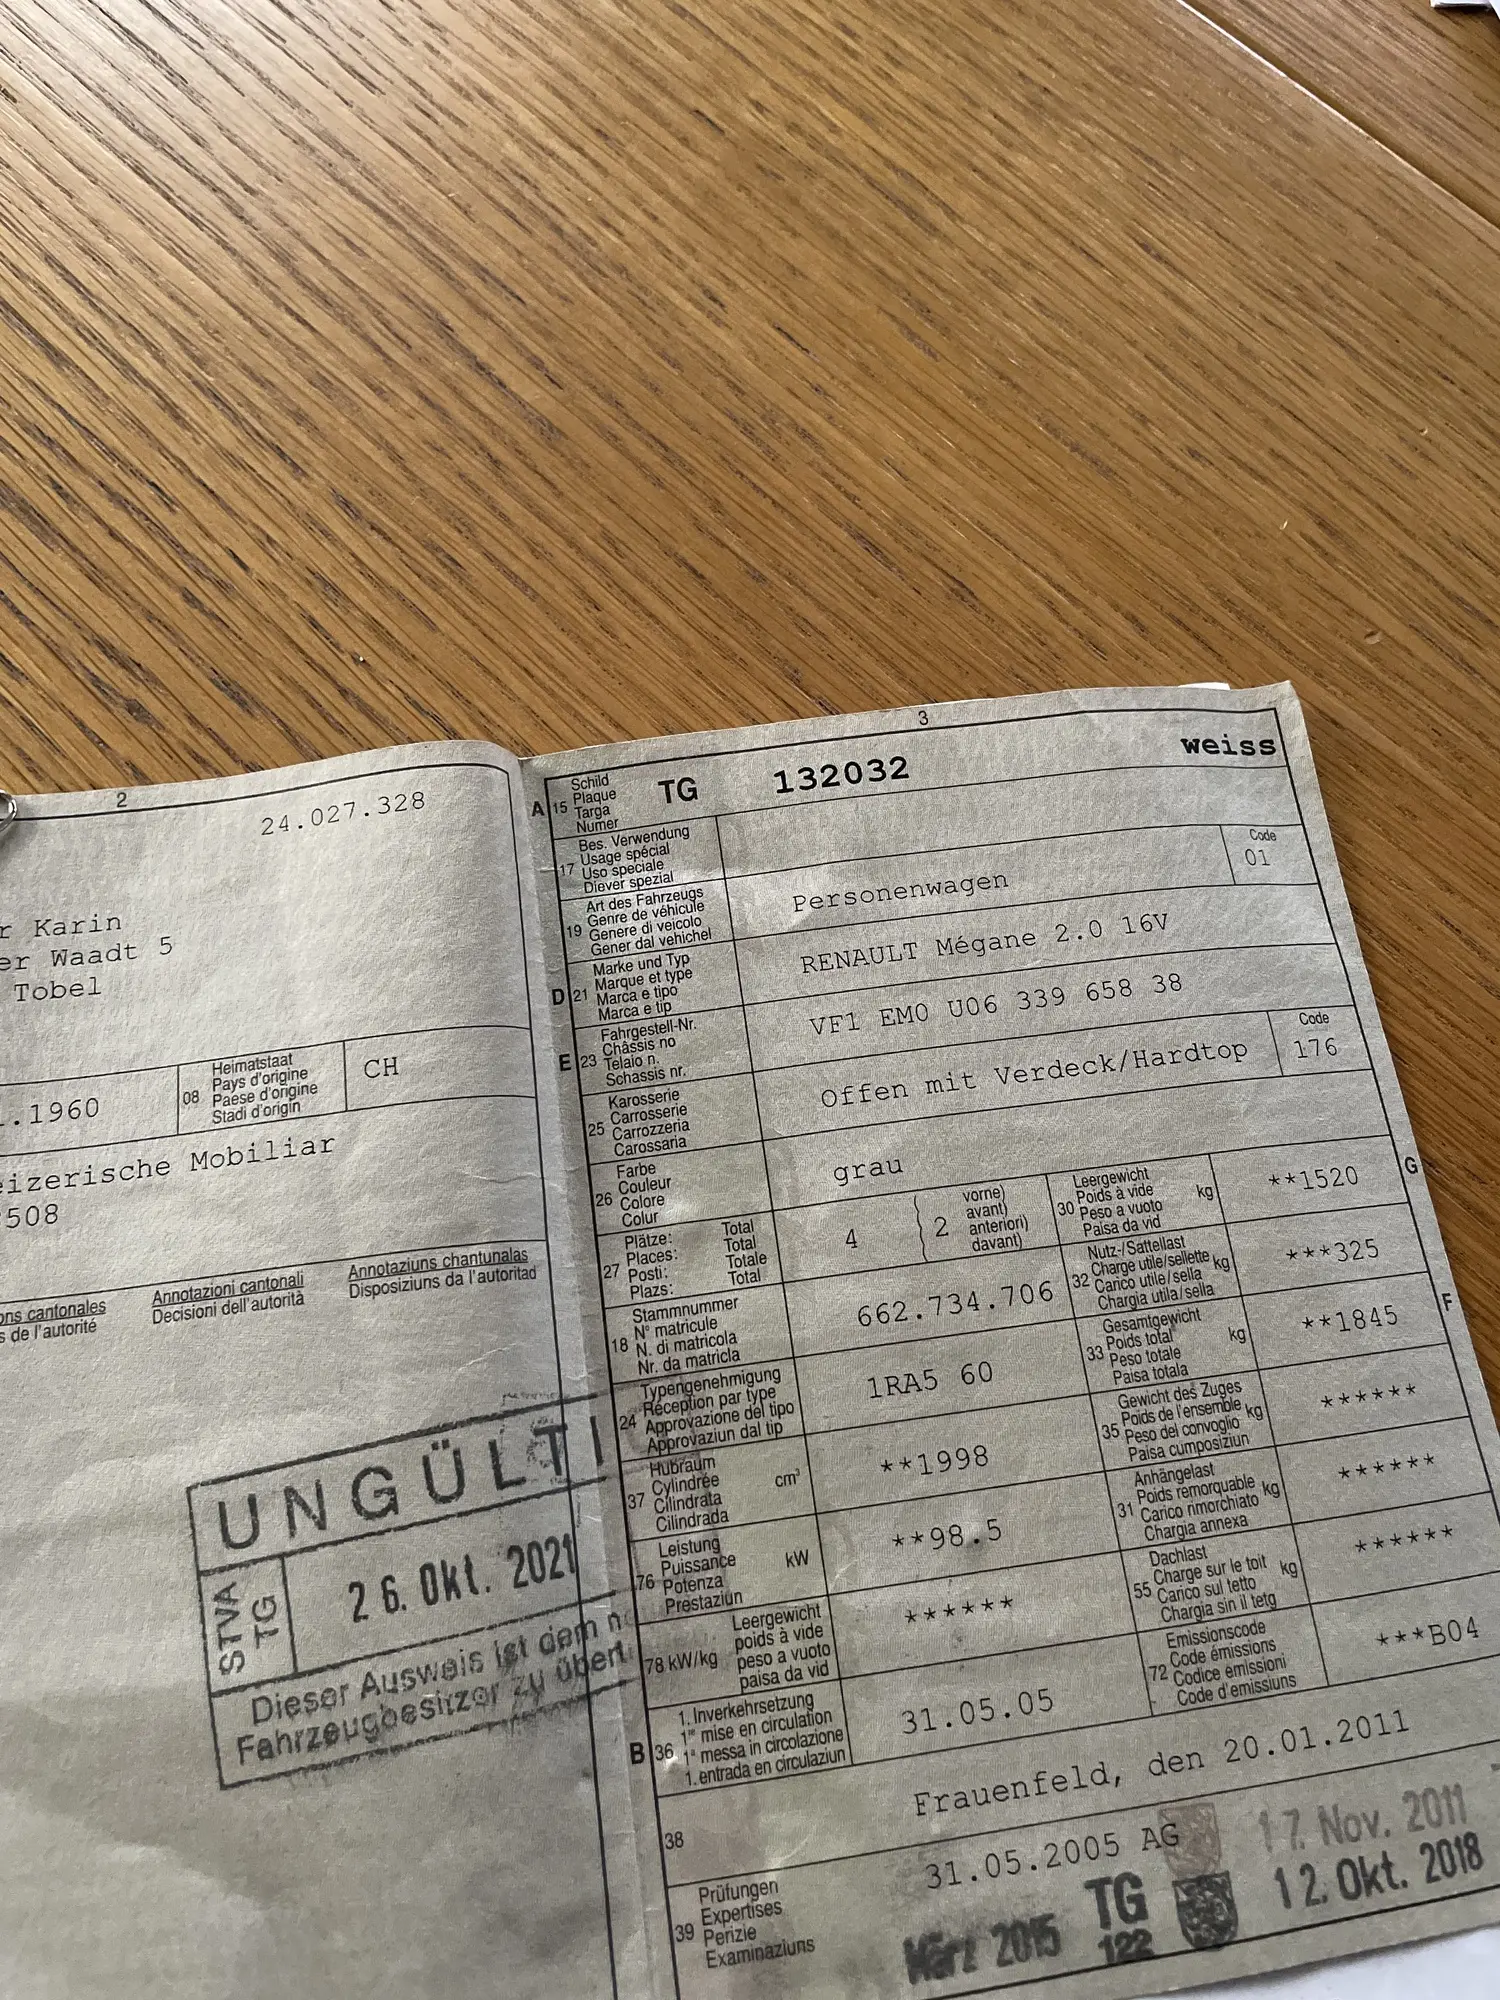 2
24.027.328
r Karin
er Waadt 5
Tobel
.1960
08
Heimatstaat
Pays d'origine
Paese d'origine
Stadi d'origin
CH
eizerische Mobiliar
508
ons cantonales
s de l'autorité
Annotazioni cantonali
Decisioni dell'autorità
Annotaziuns chantunalas
Disposiziuns da l'autoritad
UNGÜLTI
STVA
TG
26. Okt. 2021
Dieser Ausweis ist dem n
Fahrzeugbesitzer zu übert
3
A 15
Schild
Plaque
Targa
Numer
TG 132032 weiss
17
Bes. Verwendung
Usage spécial
Uso speciale
Diever spezial
19
Art des Fahrzeugs
Genre de véhicule
Genere di veicolo
Gener dal vehichel
Personenwagen
Code
01
D 21
Marke und Typ
Marque et type
Marca e tipo
Marca e tip
RENAULT Mégane 2.0 16V
E 23
Fahrgestell-Nr.
Châssis no
Telaio n.
Schassis nr.
VF1 EM0 U06 339 658 38
25
Karosserie
Carrosserie
Carrozzeria
Carossaria
Offen mit Verdeck/Hardtop
Code
176
26
Farbe
Couleur
Colore
Colur
grau
27
Plätze: Total
Places: Total
Posti: Totale
Plazs: Total
4
2
vorne)
avant)
anteriori)
davant)
30
Leergewicht
Poids à vide kg
Peso a vuoto
Paisa da vid
**1520
G
18
Stammnummer
N° matricule
N. di matricola
Nr. da matricla
662.734.706
32
Nutz-/Sattellast
Charge utile/sellette kg
Carico utile/sella
Chargia utila/sella
***325
24
Typengenehmigung
Réception par type
Approvazione del tipo
Approvaziun dal tip
1RA5 60
33
Gesamtgewicht
Poids total kg
Peso totale
Paisa totala
**1845
F
37
Hubraum
Cylindrée cm³
Cilindrata
Cilindrada
**1998
35
Gewicht des Zuges
Poids de l'ensemble kg
Peso del convoglio
Paisa cumposiziun
******
76
Leistung
Puissance kW
Potenza
Prestaziun
**98.5
31
Anhängelast
Poids remorquable kg
Carico rimorchiato
Chargia annexa
******
78 kW/kg
Leergewicht
poids à vide
peso a vuoto
paisa da vid
******
55
Dachlast
Charge sur le toit kg
Carico sul tetto
Chargia sin il tetg
******
B 36
1. Inverkehrsetzung
1re mise en circulation
1a messa in circolazione
1. entrada en circulaziun
31.05.05
72
Emissionscode
Code émissions
Codice emissioni
Code d'emissiuns
***B04
38
Frauenfeld, den 20.01.2011
39
Prüfungen
Expertises
Perizie
Examinaziuns
31.05.2005 AG
17. Nov. 2011
März 2015
TG
122
12. Okt. 2018